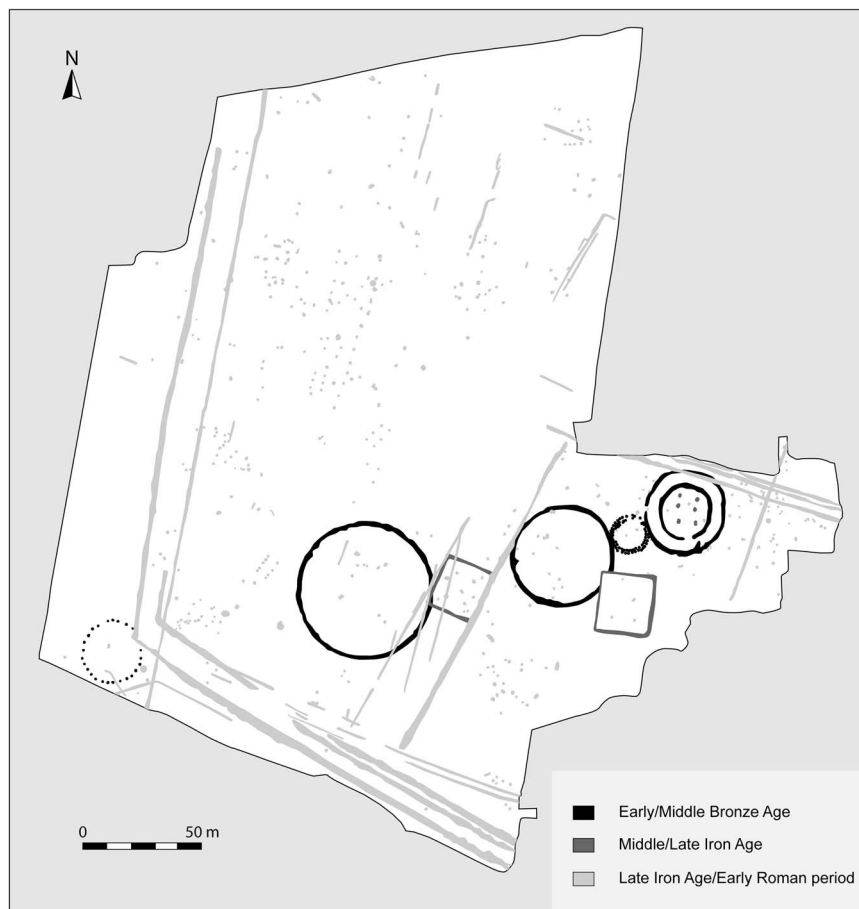 N
0 50 m
Early/Middle Bronze Age
Middle/Late Iron Age
Late Iron Age/Early Roman period